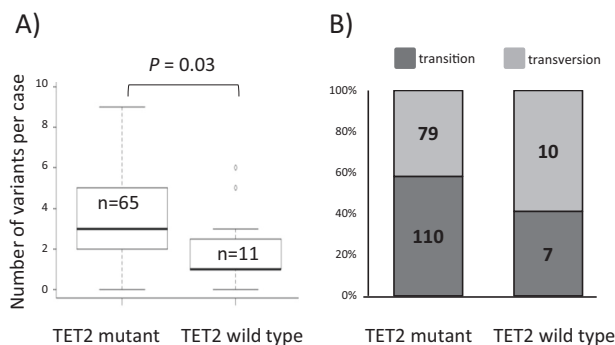 A)
B)
P = 0.03
transition
transversion
Number of variants per case
10
8
6
4
2
0
n=65
n=11
TET2 mutant
TET2 wild type
100%
80%
60%
40%
20%
0%
79
110
10
7
TET2 mutant
TET2 wild type